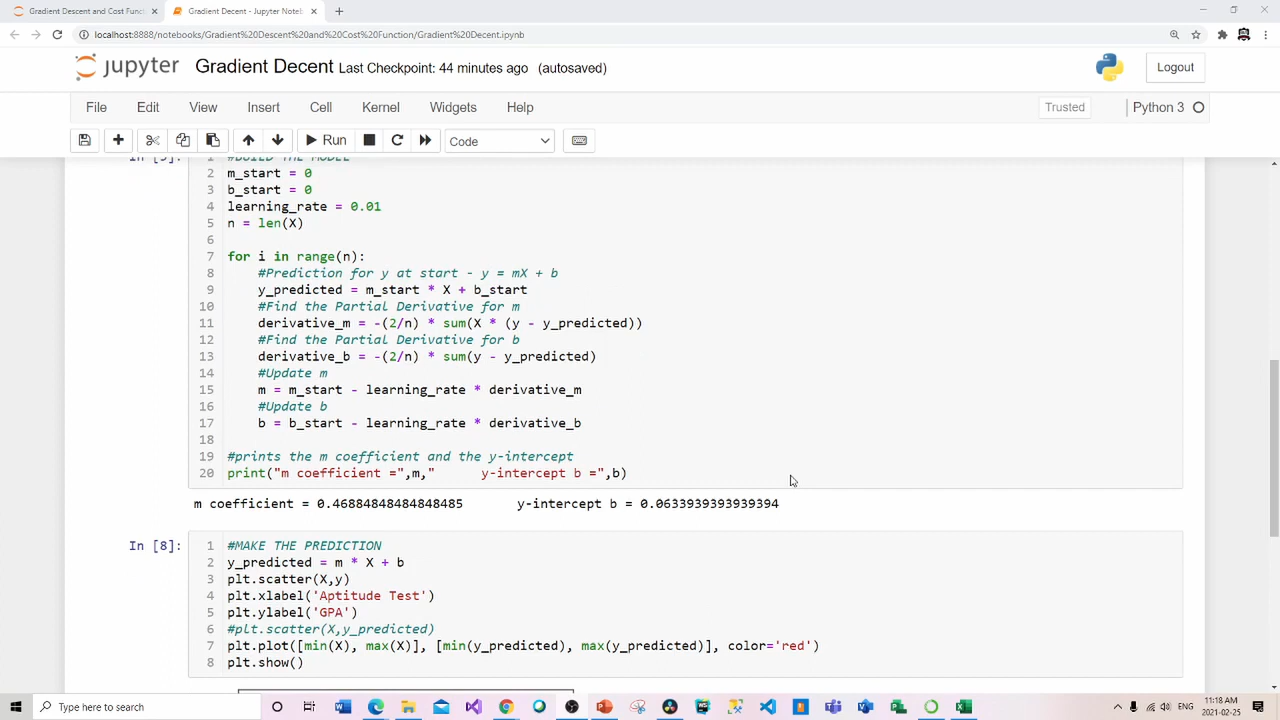 Gradient Descent and Cost Func
Gradient Decent - Jupyter Noteb
localhost:8888/notebooks/Gradient%20Descent%20and%20Cost%20Function/Gradient%20Decent.ipynb
jupyter Gradient Decent Last Checkpoint: 44 minutes ago (autosaved) Logout
File Edit View Insert Cell Kernel Widgets Help Trusted Python 3
Run Code
1 #BUILD THE MODEL
2 m_start = 0
3 b_start = 0
4 learning_rate = 0.01
5 n = len(X)
6
7 for i in range(n):
8 #Prediction for y at start - y = mX + b
9 y_predicted = m_start * X + b_start
10 #Find the Partial Derivative for m
11 derivative_m = -(2/n) * sum(X * (y - y_predicted))
12 #Find the Partial Derivative for b
13 derivative_b = -(2/n) * sum(y - y_predicted)
14 #Update m
15 m = m_start - learning_rate * derivative_m
16 #Update b
17 b = b_start - learning_rate * derivative_b
18
19 #prints the m coefficient and the y-intercept
20 print("m coefficient =",m," y-intercept b =",b)
m coefficient = 0.46884848484848485 y-intercept b = 0.0633939393939394
In [8]: 1 #MAKE THE PREDICTION
2 y_predicted = m * X + b
3 plt.scatter(X,y)
4 plt.xlabel('Aptitude Test')
5 plt.ylabel('GPA')
6 #plt.scatter(X,y_predicted)
7 plt.plot([min(X), max(X)], [min(y_predicted), max(y_predicted)], color='red')
8 plt.show()
Type here to search
ENG
11:18 AM
2021-02-25